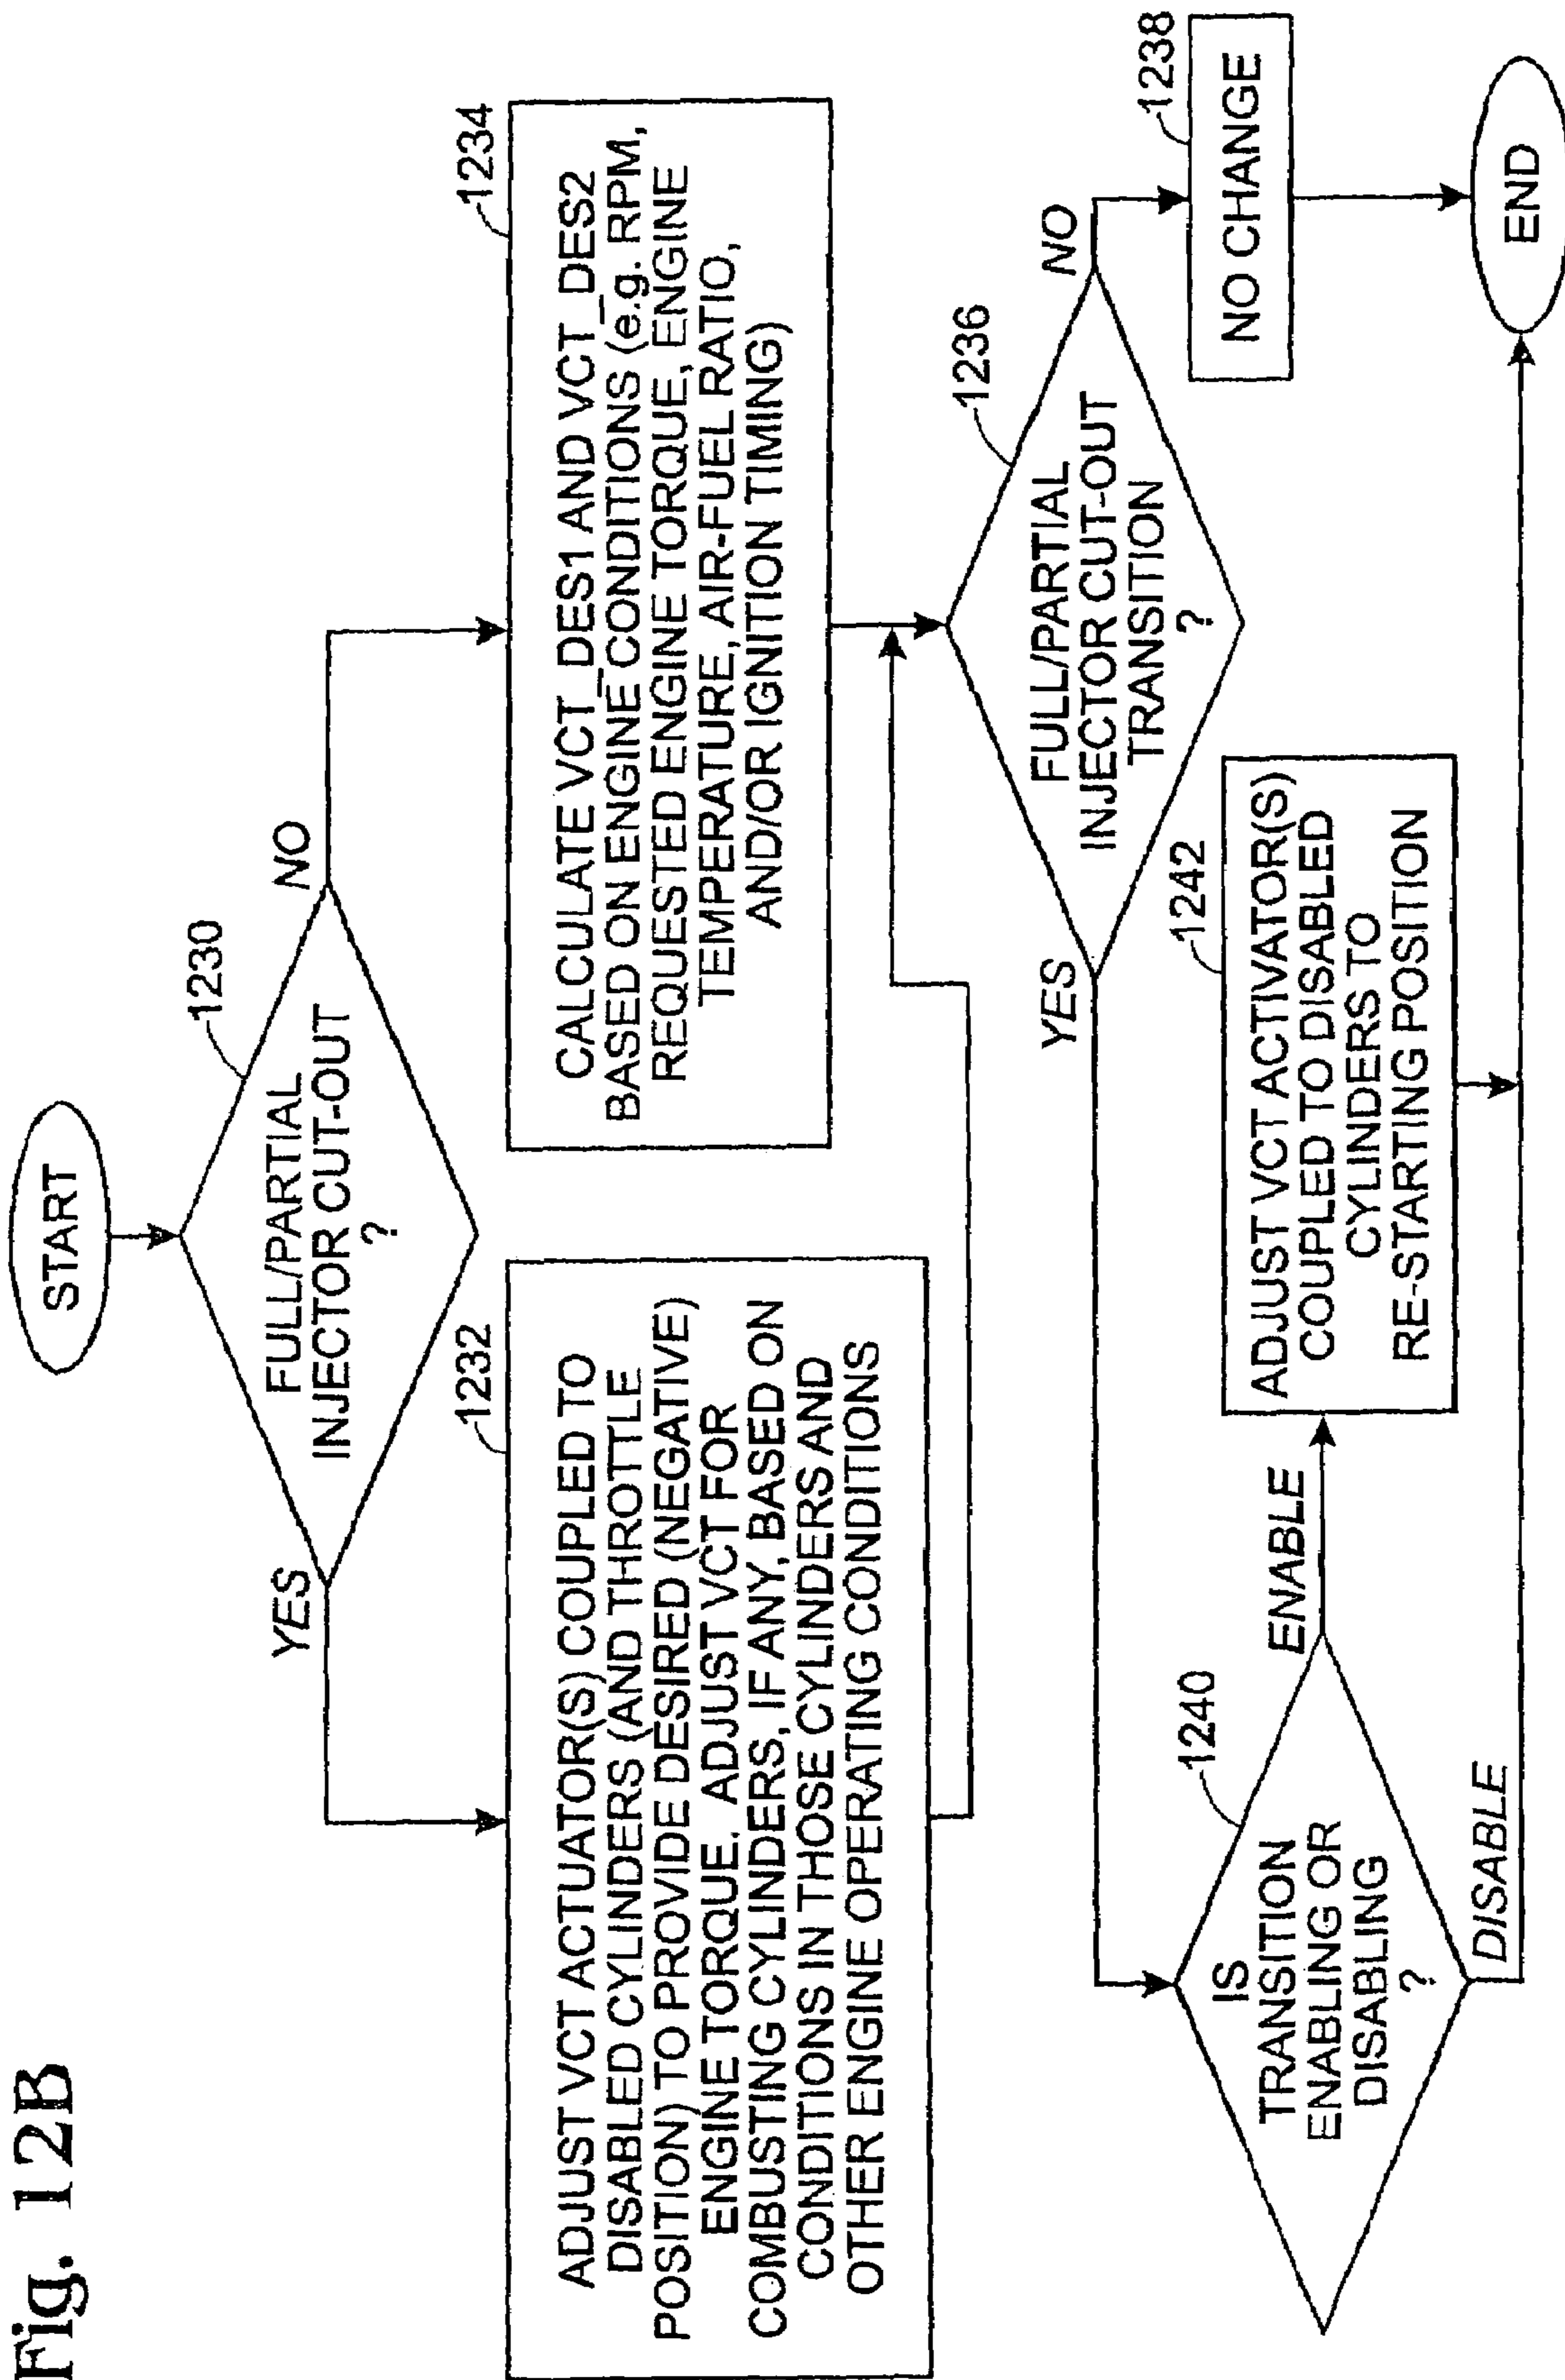 Fig. 12B
START
1230
FULL/PARTIAL
INJECTOR CUT-OUT
?
YES
NO
1232
ADJUST VCT ACTUATOR(S) COUPLED TO
DISABLED CYLINDERS (AND THROTTLE
POSITION) TO PROVIDE DESIRED (NEGATIVE)
ENGINE TORQUE. ADJUST VCT FOR
COMBUSTING CYLINDERS, IF ANY, BASED ON
CONDITIONS IN THOSE CYLINDERS AND
OTHER ENGINE OPERATING CONDITIONS
1234
CALCULATE VCT_DES1 AND VCT_DES2
BASED ON ENGINE CONDITIONS (e.g. RPM,
REQUESTED ENGINE TORQUE, ENGINE
TEMPERATURE, AIR-FUEL RATIO,
AND/OR IGNITION TIMING)
1236
FULL/PARTIAL
INJECTOR CUT-OUT
TRANSITION
?
YES
NO
1238
NO CHANGE
1240
IS
TRANSITION
ENABLING OR
DISABLING
?
ENABLE
DISABLE
1242
ADJUST VCT ACTIVATOR(S)
COUPLED TO DISABLED
CYLINDERS TO
RE-STARTING POSITION
END